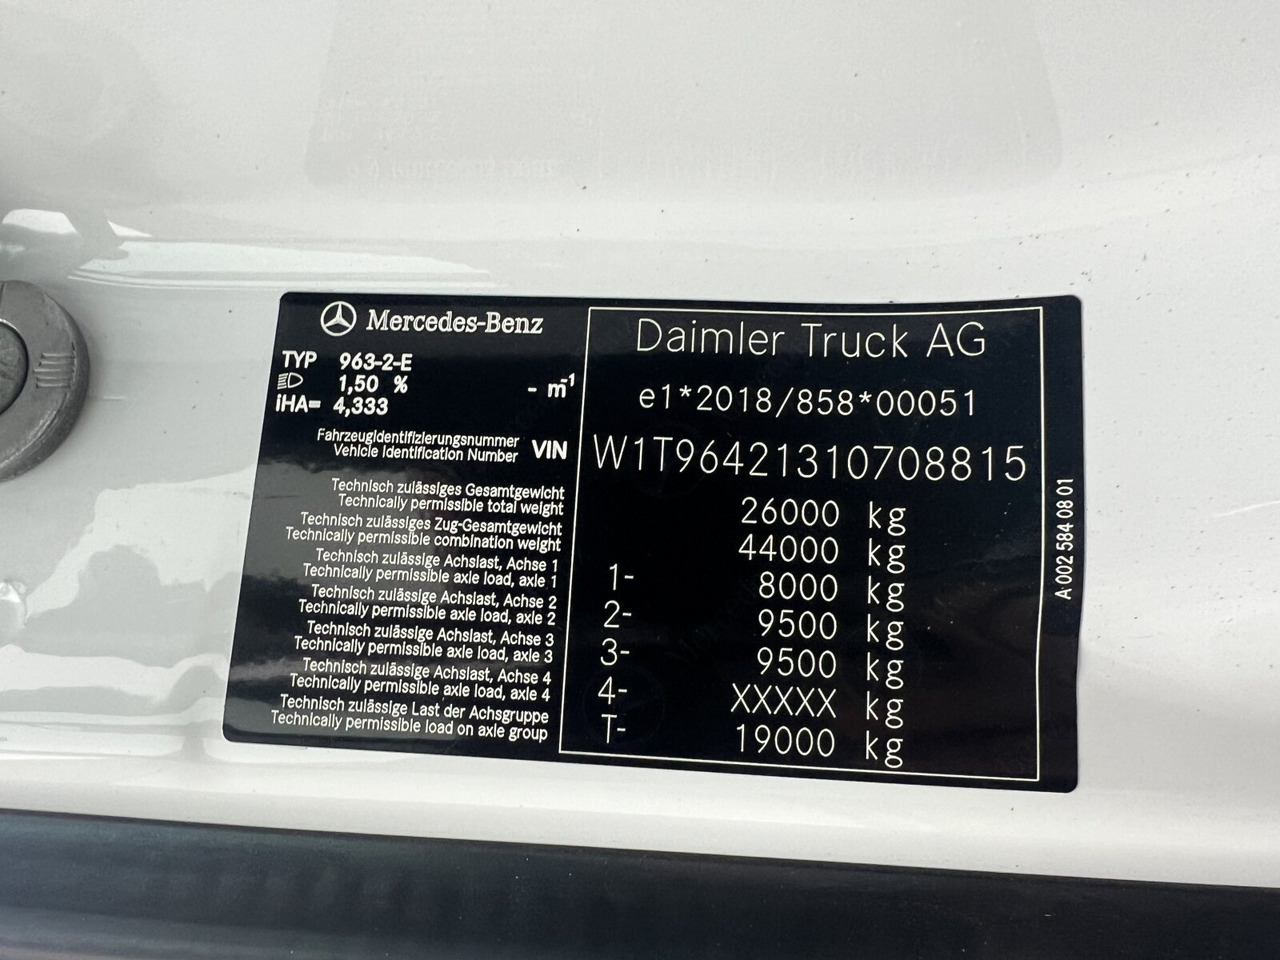 Mercedes-Benz
TYP 963-2-E
1,50 % - m⁻¹
iHA= 4,333
Fahrzeugidentifizierungsnummer
Vehicle Identification Number VIN
Technisch zulässiges Gesamtgewicht
Technically permissible total weight
Technisch zulässiges Zug-Gesamtgewicht
Technically permissible combination weight
Technisch zulässige Achslast, Achse 1
Technically permissible axle load, axle 1
Technisch zulässige Achslast, Achse 2
Technically permissible axle load, axle 2
Technisch zulässige Achslast, Achse 3
Technically permissible axle load, axle 3
Technisch zulässige Achslast, Achse 4
Technically permissible axle load, axle 4
Technisch zulässige Last der Achsgruppe
Technically permissible load on axle group
Daimler Truck AG
e1*2018/858*00051
W1T96421310708815
26000 kg
44000 kg
1- 8000 kg
2- 9500 kg
3- 9500 kg
4- XXXXX kg
T- 19000 kg
A 002 584 08 01